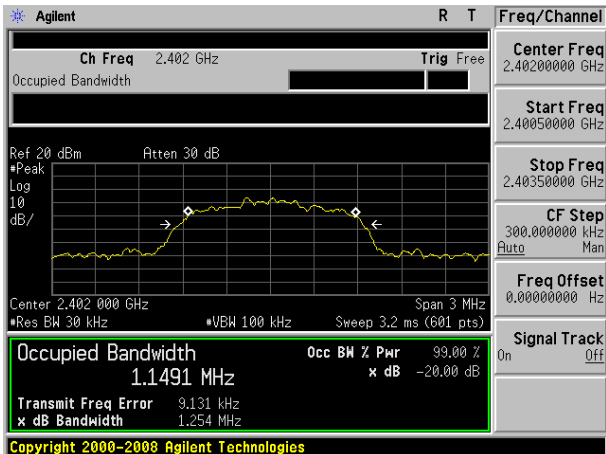 Agilent R T
Ch Freq 2.402 GHz Trig Free
Occupied Bandwidth
Ref 20 dBm Atten 30 dB
#Peak
Log
10
dB/
Center 2.402 000 GHz Span 3 MHz
#Res BW 30 kHz #VBW 100 kHz Sweep 3.2 ms (601 pts)
Occupied Bandwidth Occ BW % Pwr 99.00 %
1.1491 MHz x dB -20.00 dB
Transmit Freq Error 9.131 kHz
x dB Bandwidth 1.254 MHz
Copyright 2000-2008 Agilent Technologies
Freq/Channel
Center Freq
2.40200000 GHz
Start Freq
2.40050000 GHz
Stop Freq
2.40350000 GHz
CF Step
300.000000 kHz
Auto Man
Freq Offset
0.00000000 Hz
Signal Track
On Off